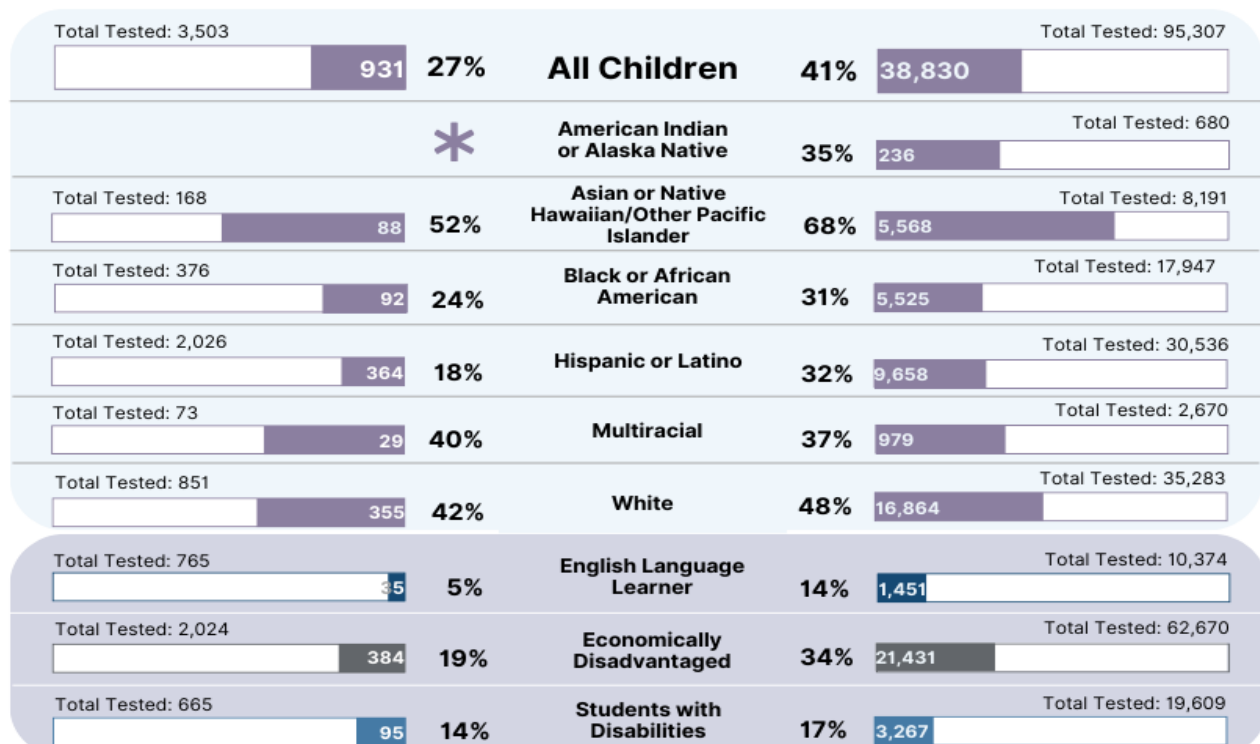 Total Tested: 3,503
Total Tested: 95,307
931 27% All Children 41% 38,830
Total Tested: 680
* American Indian
or Alaska Native
35% 236
Total Tested: 168
Asian or Native
Total Tested: 8,191
88 52% Hawaiian/Other Pacific 68% 5,568
Islander
Total Tested: 376
Total Tested: 17,947
Black or African
92 24% American 31% 5,525
Total Tested: 2,026
Total Tested: 30,536
364 18% Hispanic or Latino 32% 9,658
Total Tested: 73
Total Tested: 2,670
29 40% Multiracial 37% 979
Total Tested: 851
Total Tested: 35,283
355 42% White 48% 16,864
Total Tested: 765
Total Tested: 10,374
English Language
35 5% Learner 14% 1,451
Total Tested: 2,024
Total Tested: 62,670
Economically
384 19% Disadvantaged 34% 21,431
Total Tested: 665
Total Tested: 19,609
Students with
95 14% Disabilities 17% 3,267